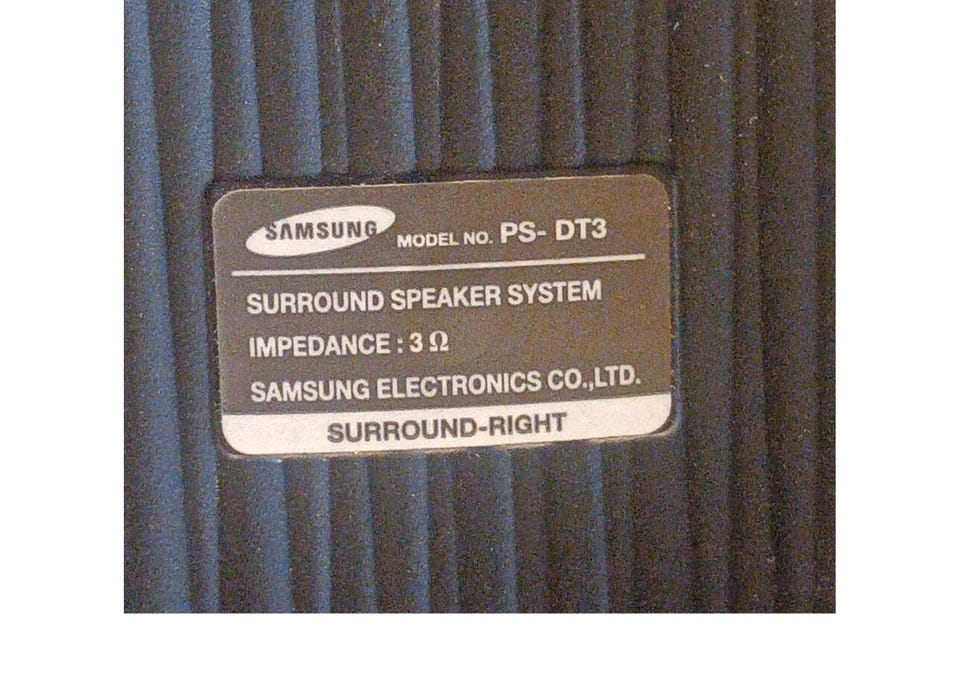 SAMSUNG MODEL NO. PS- DT3
SURROUND SPEAKER SYSTEM
IMPEDANCE : 3 Ω
SAMSUNG ELECTRONICS CO.,LTD.
SURROUND-RIGHT